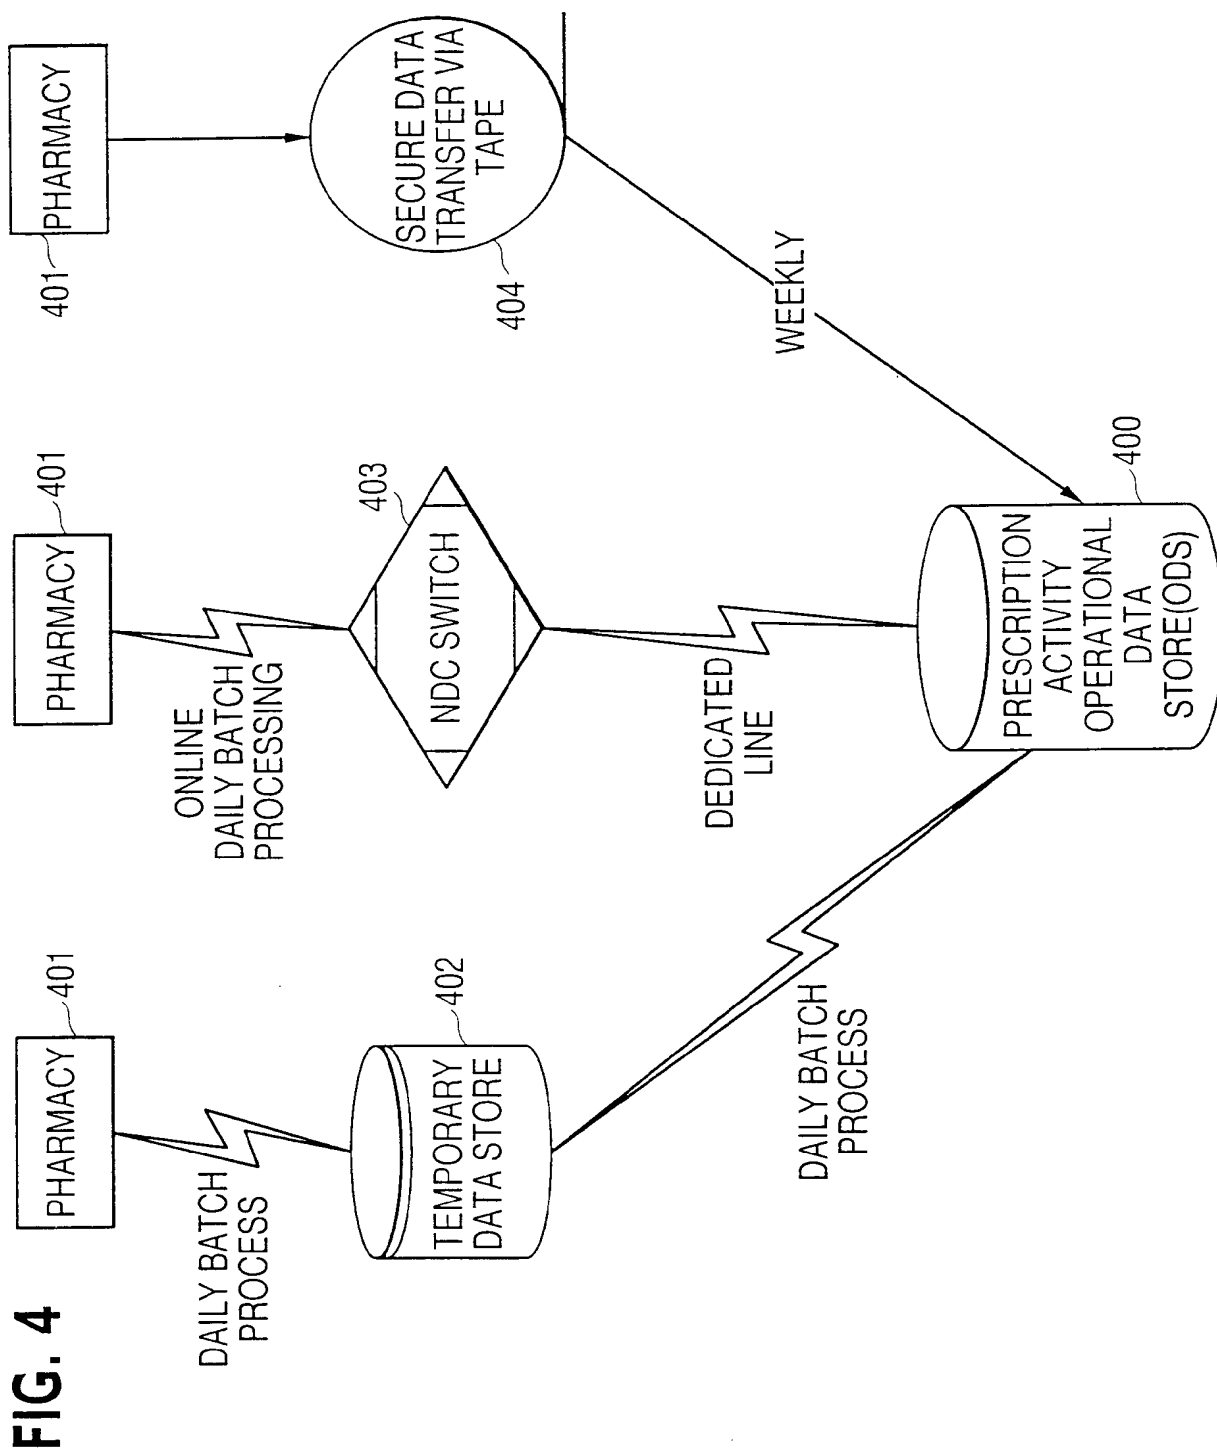 FIG. 4
PHARMACY
401
PHARMACY
401
PHARMACY
401
DAILY BATCH
PROCESS
ONLINE
DAILY BATCH
PROCESSING
TEMPORARY
DATA STORE
402
NDC SWITCH
403
SECURE DATA
TRANSFER VIA
TAPE
404
DAILY BATCH
PROCESS
DEDICATED
LINE
WEEKLY
PRESCRIPTION
ACTIVITY
OPERATIONAL
DATA
STORE(ODS)
400